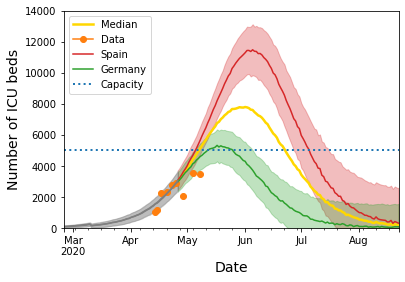 14000
12000
10000
8000
6000
4000
2000
0
Number of ICU beds
Median
Data
Spain
Germany
Capacity
Mar Apr May Jun Jul Aug
2020
Date